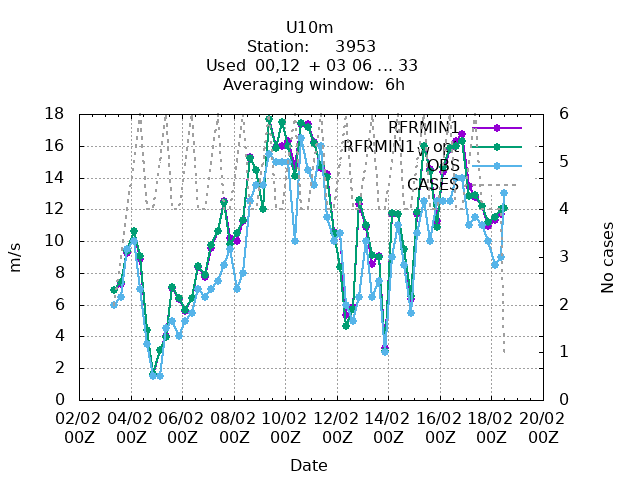 U10m
Station: 3953
Used 00,12 + 03 06 ... 33
Averaging window: 6h
18 6
RFRMIN1
16
RFRMIN1
5
OBS
14 CASES
12 4
10
m/s No cases
3
8
6 2
4
1
2
0 0
02/02 04/02 06/02 08/02 10/02 12/02 14/02 16/02 18/02 20/02
00Z 00Z 00Z 00Z 00Z 00Z 00Z 00Z 00Z 00Z
Date